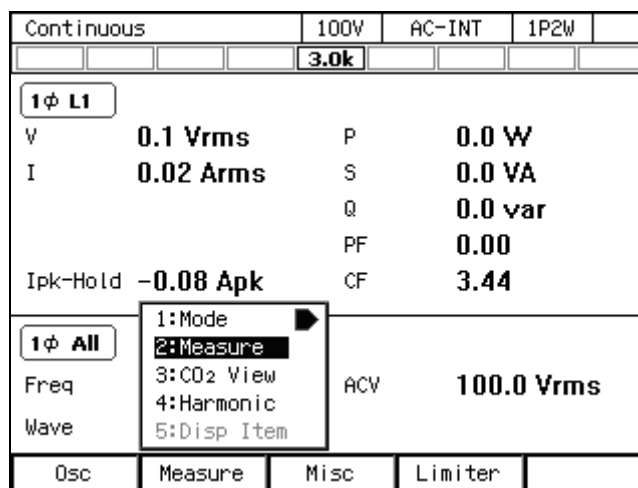 Continuous 100V AC-INT 1P2W
3.0k
1ϕ L1
V 0.1 Vrms P 0.0 W
I 0.02 Arms S 0.0 VA
Q 0.0 var
PF 0.00
Ipk-Hold -0.08 Apk CF 3.44
1:Mode
1ϕ All 2:Measure
3:CO₂ View
Freq ACV 100.0 Vrms
4:Harmonic
Wave 5:Disp Item
Osc Measure Misc Limiter